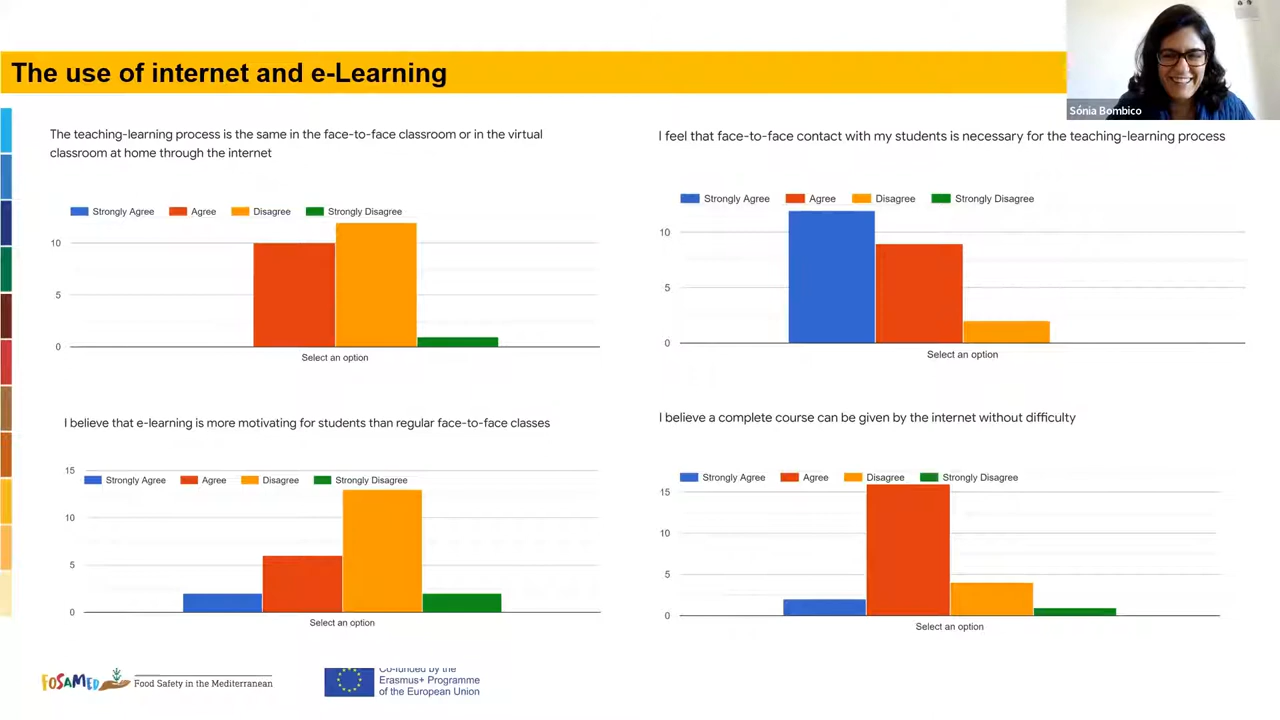 The use of internet and e-Learning
Sónia Bombico
The teaching-learning process is the same in the face-to-face classroom or in the virtual
classroom at home through the internet
Strongly Agree Agree Disagree Strongly Disagree
10
5
0
Select an option
I feel that face-to-face contact with my students is necessary for the teaching-learning process
Strongly Agree Agree Disagree Strongly Disagree
10
5
0
Select an option
I believe that e-learning is more motivating for students than regular face-to-face classes
15
Strongly Agree Agree Disagree Strongly Disagree
10
5
0
Select an option
I believe a complete course can be given by the internet without difficulty
Strongly Agree Agree Disagree Strongly Disagree
15
10
5
0
Select an option
FOSAMED
Food Safety in the Mediterranean
Co-funded by the
Erasmus+ Programme
of the European Union